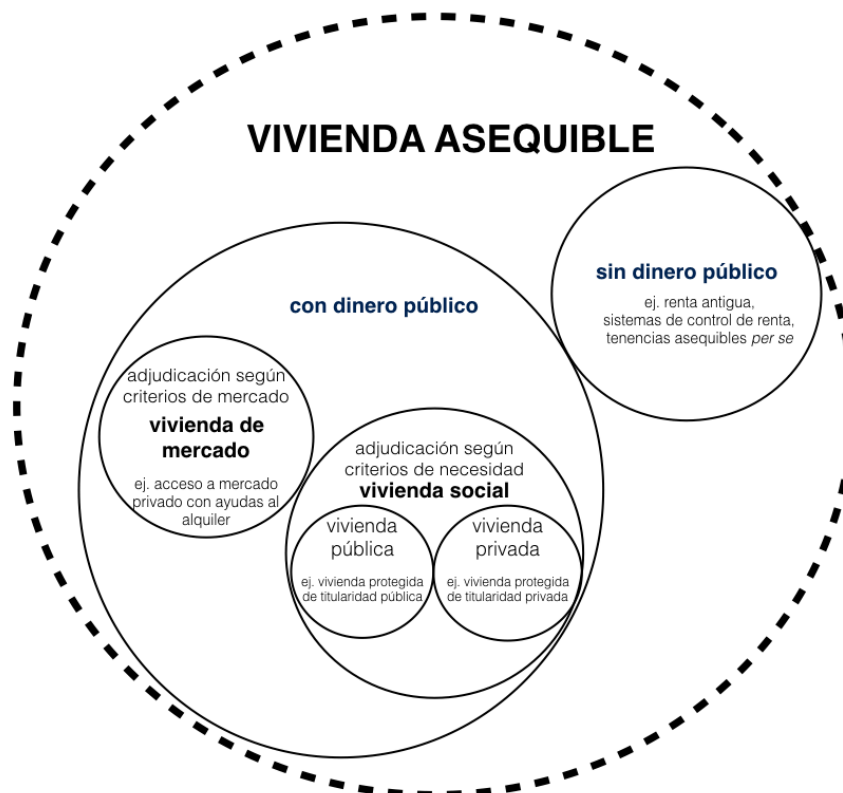 VIVIENDA ASEQUIBLE
sin dinero público
ej. renta antigua,
sistemas de control de renta,
tenencias asequibles per se
con dinero público
adjudicación según
criterios de mercado
vivienda de
mercado
ej. acceso a mercado
privado con ayudas al
alquiler
adjudicación según
criterios de necesidad
vivienda social
vivienda
pública
ej. vivienda protegida
de titularidad pública
vivienda
privada
ej. vivienda protegida
de titularidad privada